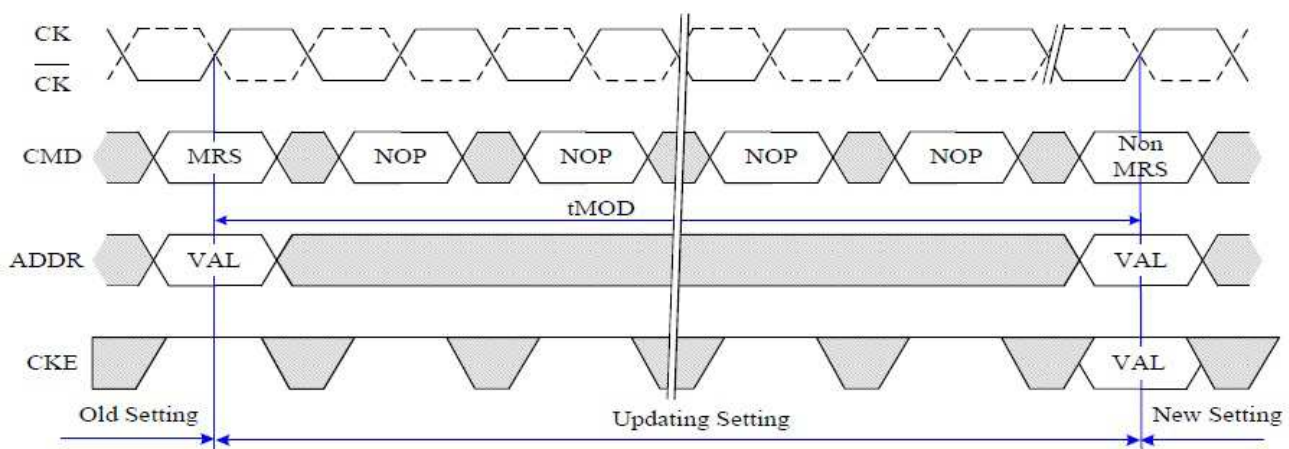 CK
CK
CMD MRS NOP NOP NOP NOP Non MRS
tMOD
ADDR VAL VAL
CKE VAL
Old Setting Updating Setting New Setting